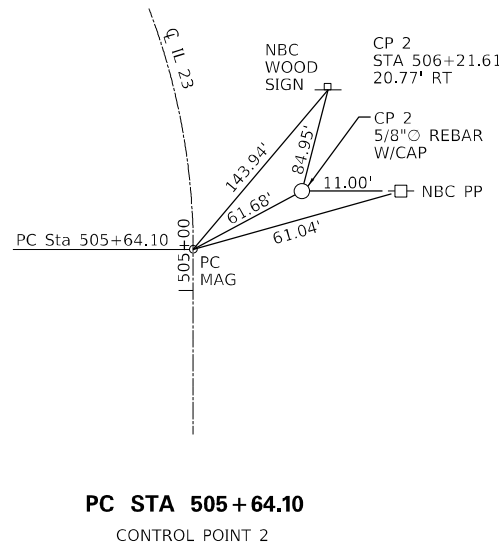 ℄ IL 23
NBC
WOOD
SIGN
CP 2
STA 506+21.61
20.77' RT
CP 2
5/8"○ REBAR
W/CAP
143.94'
84.95'
11.00'
NBC PP
61.68'
61.04'
PC Sta 505+64.10
505+00
PC
MAG
PC STA 505+64.10
CONTROL POINT 2